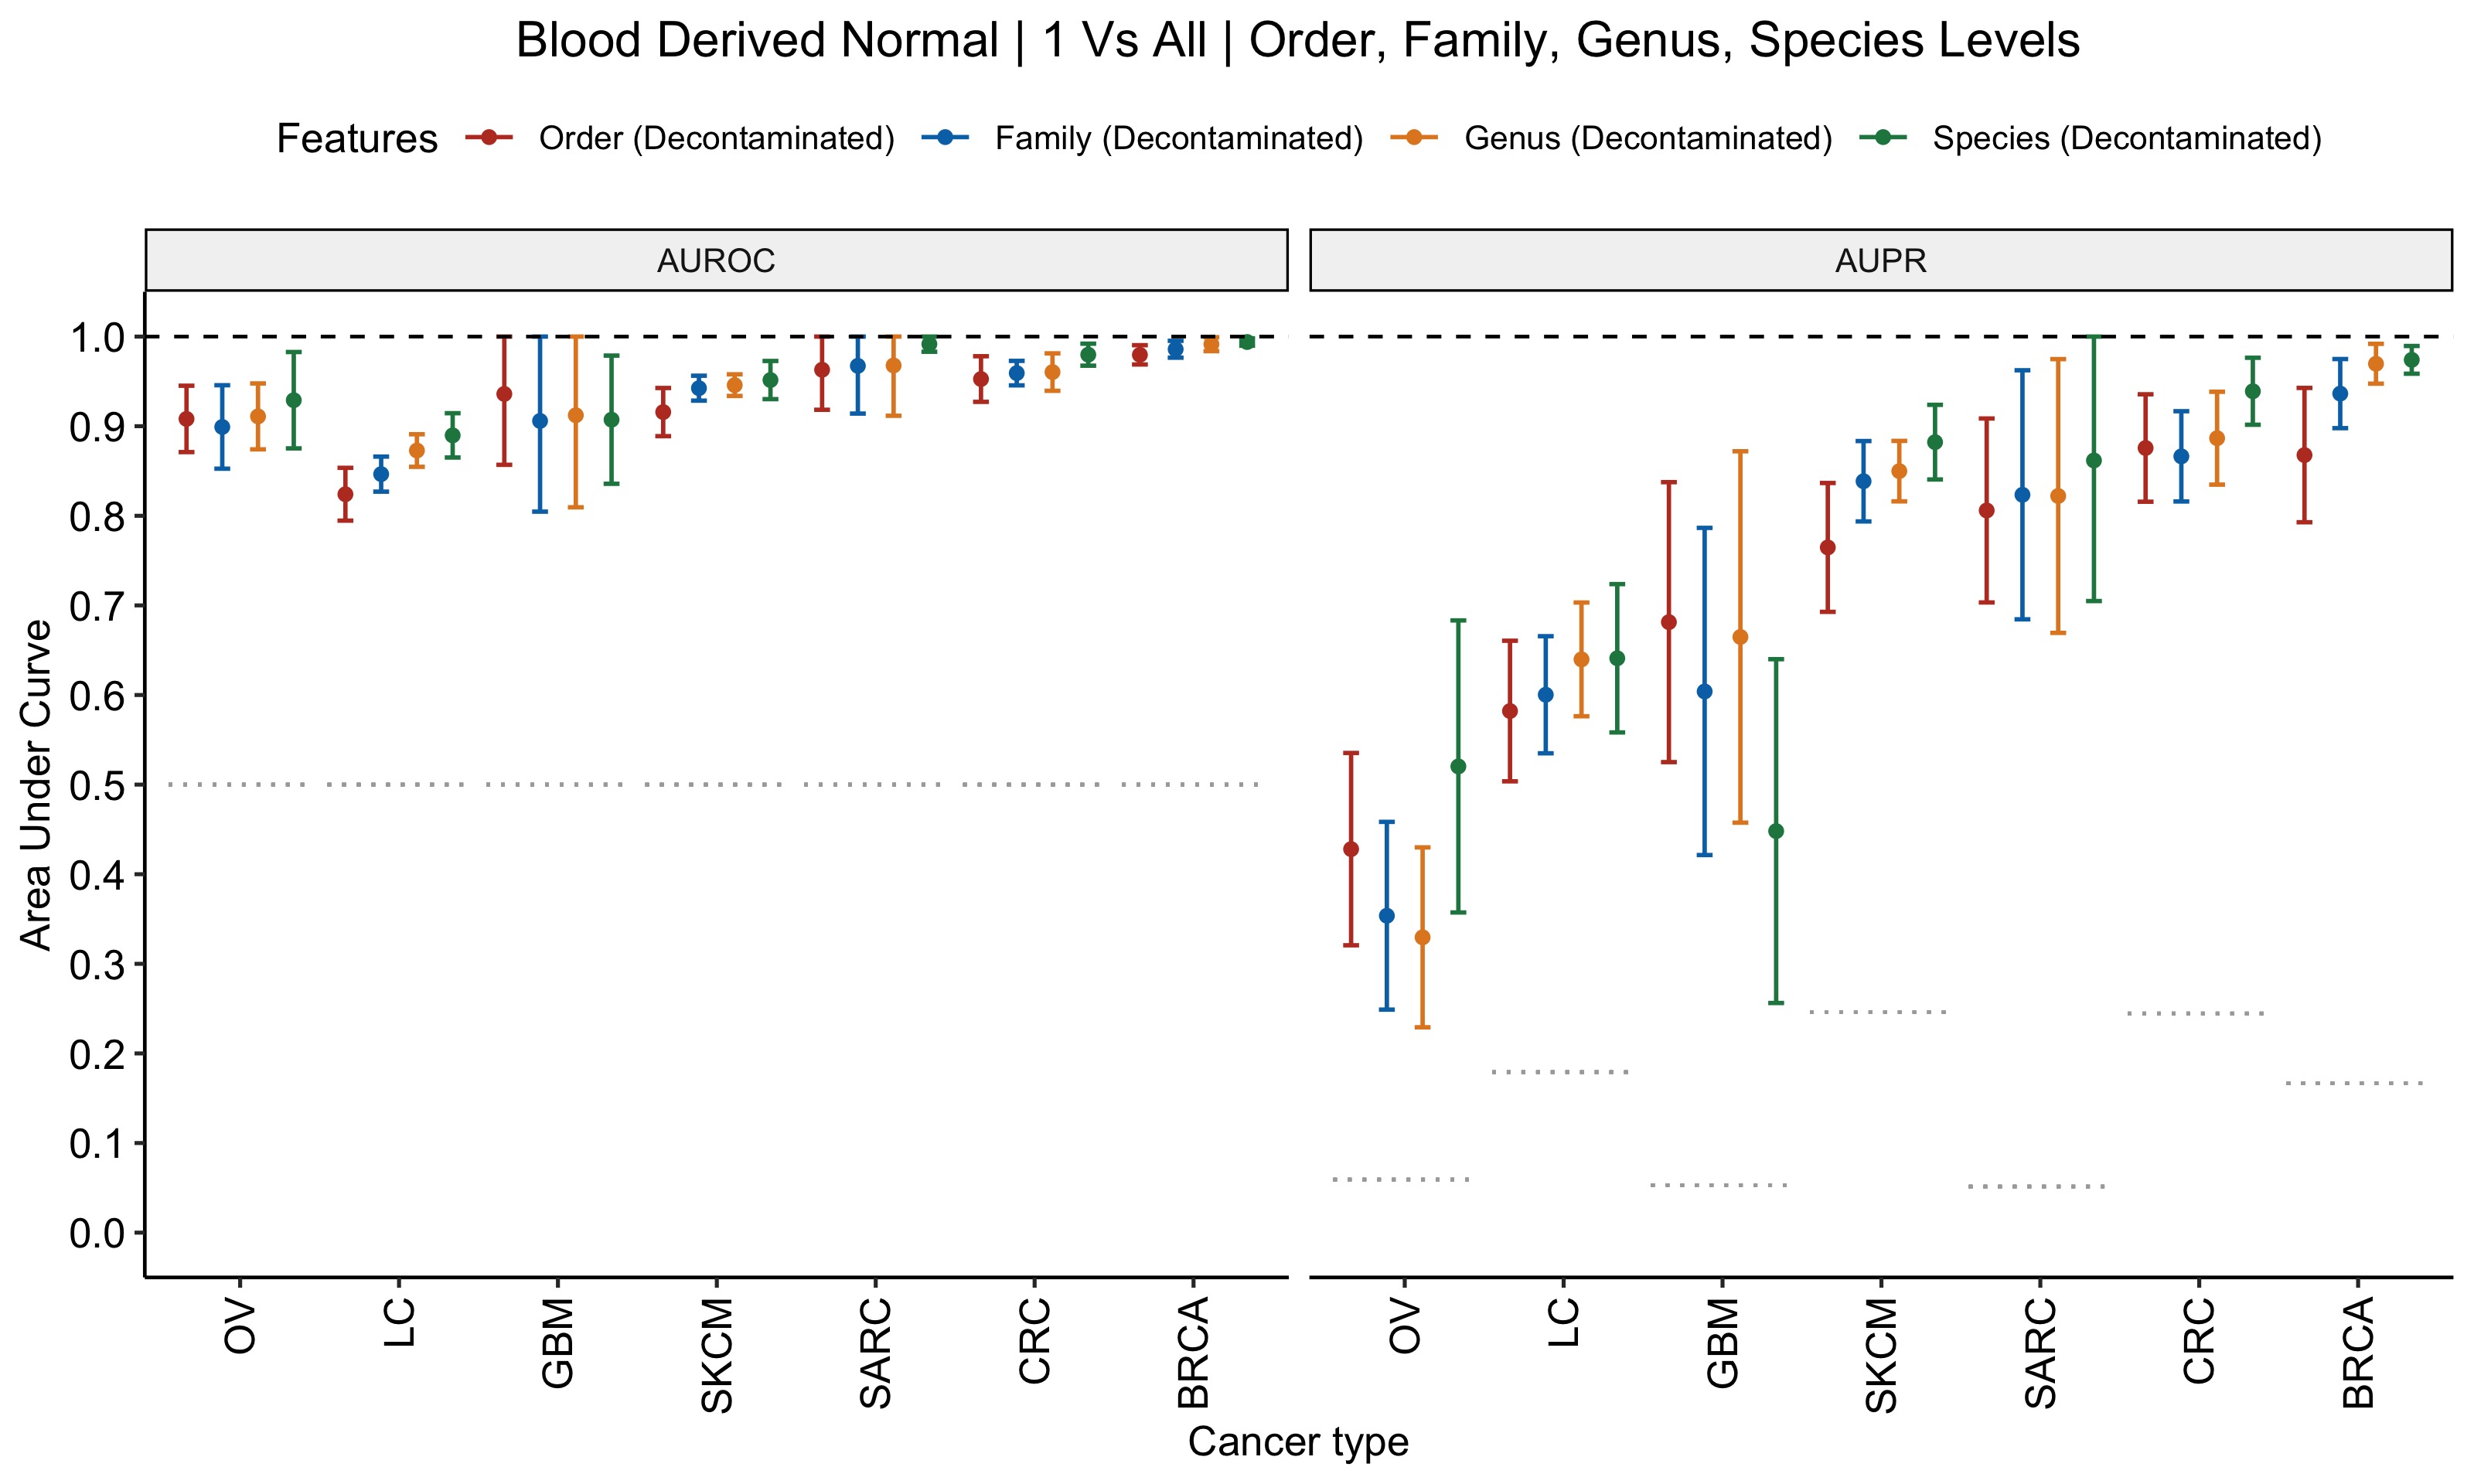 Blood Derived Normal | 1 Vs All | Order, Family, Genus, Species Levels
Features Order (Decontaminated) Family (Decontaminated) Genus (Decontaminated) Species (Decontaminated)
AUROC AUPR
Area Under Curve
1.0
0.9
0.8
0.7
0.6
0.5
0.4
0.3
0.2
0.1
0.0
OV LC GBM SKCM SARC CRC BRCA OV LC GBM SKCM SARC CRC BRCA
Cancer type